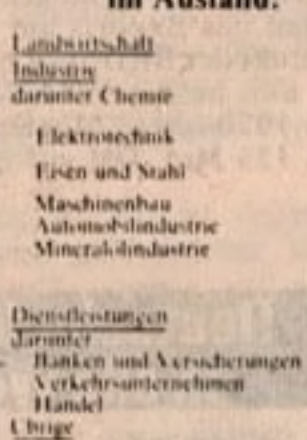 im Ausland:
Landwirtschaft
Industrie
darunter Chemie
Elektrotechnik
Eisen und Stahl
Maschinenbau
Automobilindustrie
Mineralölindustrie
Dienstleistungen
darunter
Banken und Versicherungen
Verkehrsunternehmen
Handel
Übrige